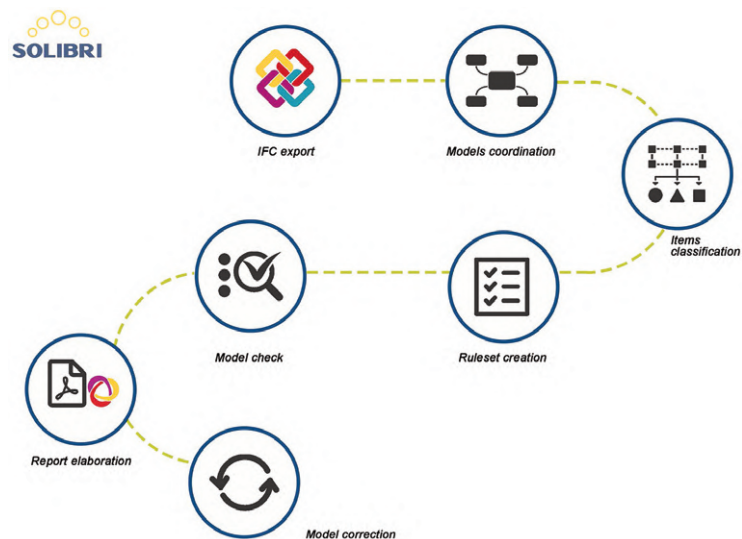 SOLIBRI
IFC export
Models coordination
Items
classification
Model check
Ruleset creation
Report elaboration
Model correction